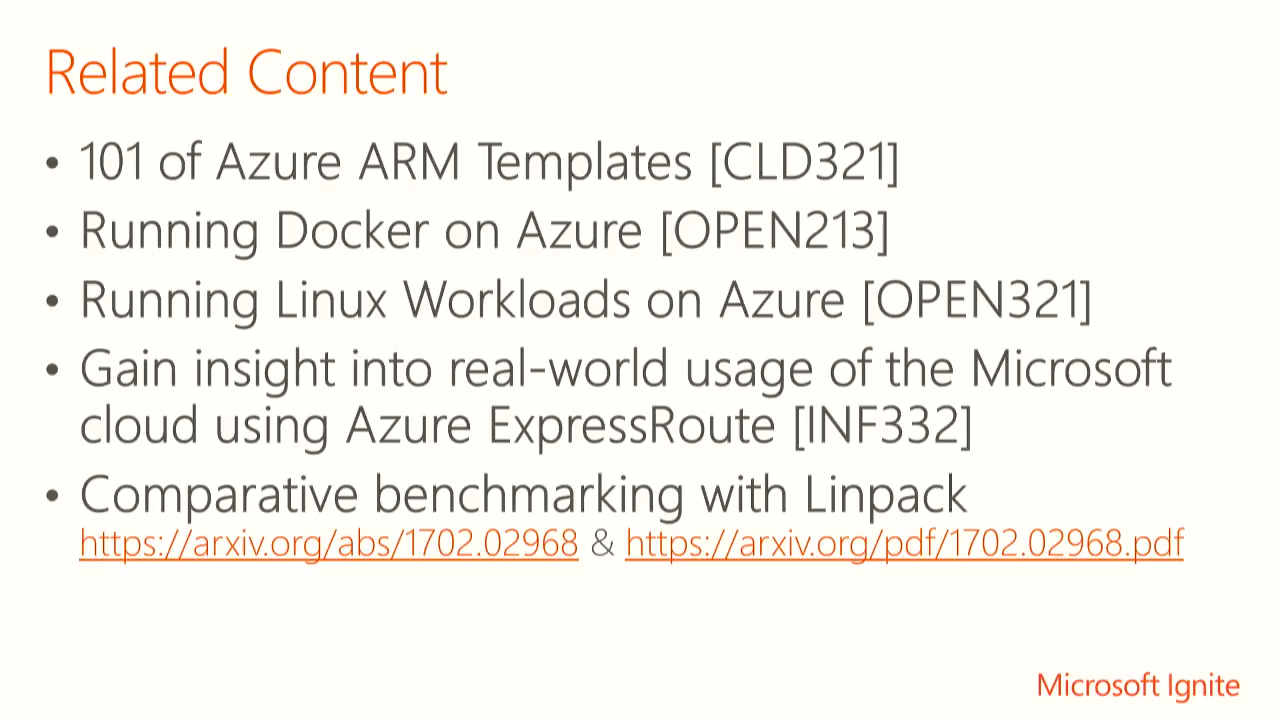 Related Content
• 101 of Azure ARM Templates [CLD321]
• Running Docker on Azure [OPEN213]
• Running Linux Workloads on Azure [OPEN321]
• Gain insight into real-world usage of the Microsoft
cloud using Azure ExpressRoute [INF332]
• Comparative benchmarking with Linpack
https://arxiv.org/abs/1702.02968 & https://arxiv.org/pdf/1702.02968.pdf
Microsoft Ignite